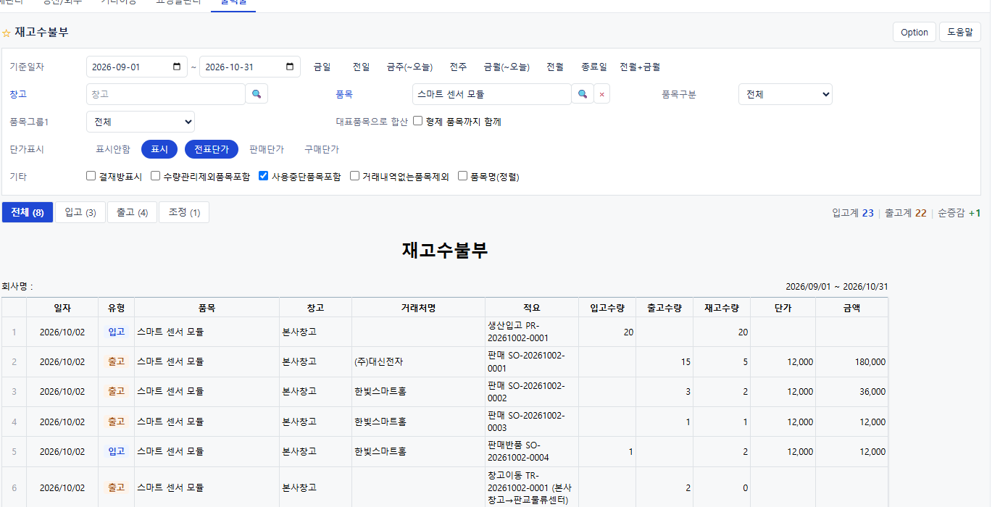 정산/회수 기타이동
☆ 재고수불부 Option 도움말
기준일자 2026-09-01 ~ 2026-10-31 금일 전일 금주(~오늘) 전주 금월(~오늘) 전월 종료일 전월+금월
창고 창고 품목 스마트 센서 모듈 × 품목구분 전체
품목그룹1 전체 대표품목으로 합산 형제 품목까지 함께
단가표시 표시안함 표시 전표단가 판매단가 구매단가
기타 결재방표시 수량관리제외품목포함 사용중단품목포함 거래내역없는품목제외 품목명(정렬)
전체 (8) 입고 (3) 출고 (4) 조정 (1) 입고계 23 | 출고계 22 | 순증감 +1
재고수불부
회사명 : 2026/09/01 ~ 2026/10/31
일자 유형 품목 창고 거래처명 적요 입고수량 출고수량 재고수량 단가 금액
1 2026/10/02 입고 스마트 센서 모듈 본사창고 생산입고 PR-
20261002-0001 20 20
2 2026/10/02 출고 스마트 센서 모듈 본사창고 (주)대신전자 판매 SO-20261002-
0001 15 5 12,000 180,000
3 2026/10/02 출고 스마트 센서 모듈 본사창고 한빛스마트홈 판매 SO-20261002-
0002 3 2 12,000 36,000
4 2026/10/02 출고 스마트 센서 모듈 본사창고 한빛스마트홈 판매 SO-20261002-
0003 1 1 12,000 12,000
5 2026/10/02 입고 스마트 센서 모듈 본사창고 한빛스마트홈 판매반품 SO-
20261002-0004 1 2 12,000 12,000
6 2026/10/02 출고 스마트 센서 모듈 본사창고 창고이동 TR-
20261002-0001 (본사
창고→판교물류센터) 2 0